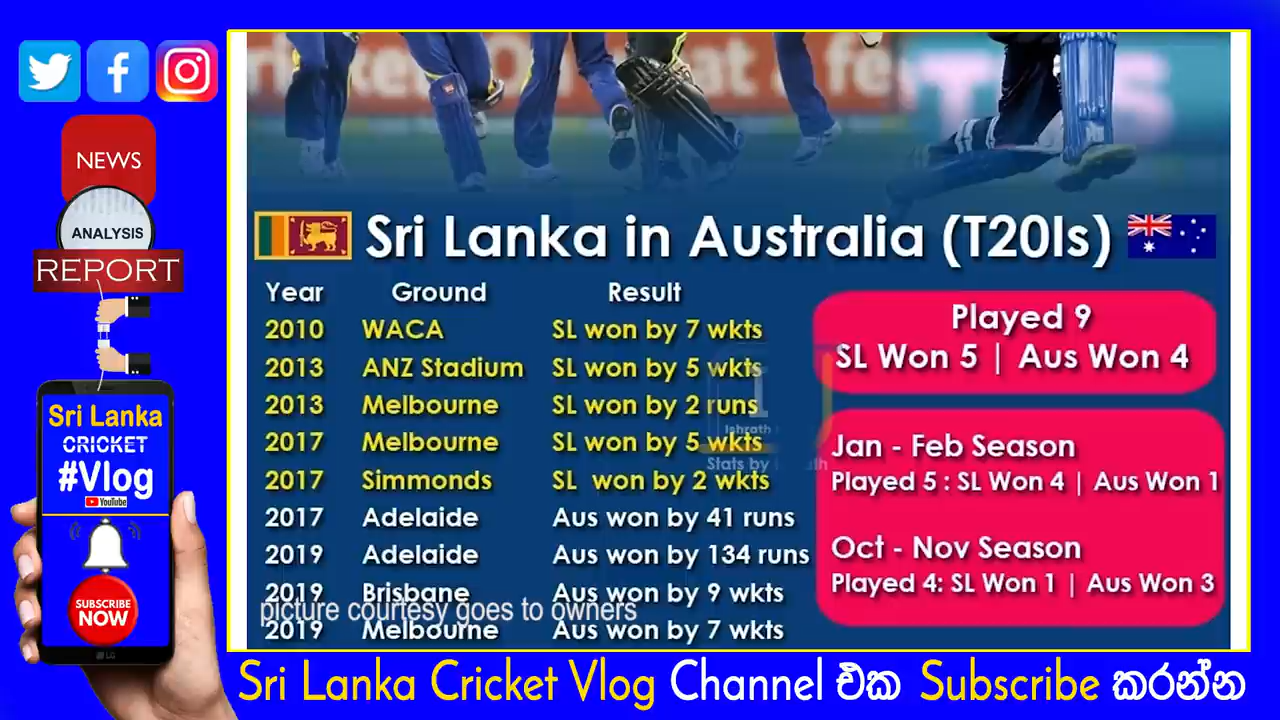 NEWS
ANALYSIS
REPORT
Sri Lanka
CRICKET
#Vlog
YouTube
SUBSCRIBE
NOW
LG
Sri Lanka in Australia (T20Is)
Year Ground Result
2010 WACA SL won by 7 wkts
2013 ANZ Stadium SL won by 5 wkts
2013 Melbourne SL won by 2 runs
2017 Melbourne SL won by 5 wkts
2017 Simmonds SL won by 2 wkts
2017 Adelaide Aus won by 41 runs
2019 Adelaide Aus won by 134 runs
2019 Brisbane Aus won by 9 wkts
picture courtesy goes to owners
2019 Melbourne Aus won by 7 wkts
Played 9
SL Won 5 | Aus Won 4
Jan - Feb Season
Played 5 : SL Won 4 | Aus Won 1
Oct - Nov Season
Played 4: SL Won 1 | Aus Won 3
Ishrath
Stats by
Sri Lanka Cricket Vlog Channel එක Subscribe කරන්න